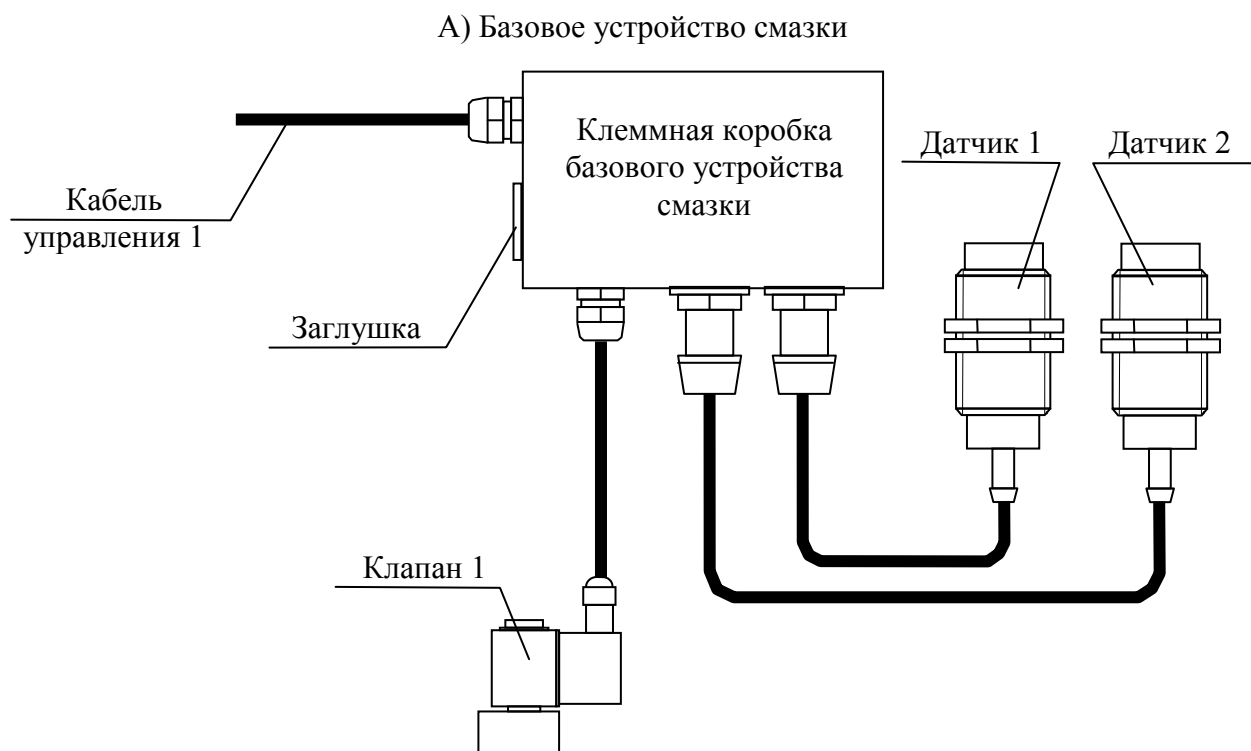 А) Базовое устройство смазки
Клеммная коробка
базового устройства
смазки
Датчик 1
Датчик 2
Кабель
управления 1
Заглушка
Клапан 1